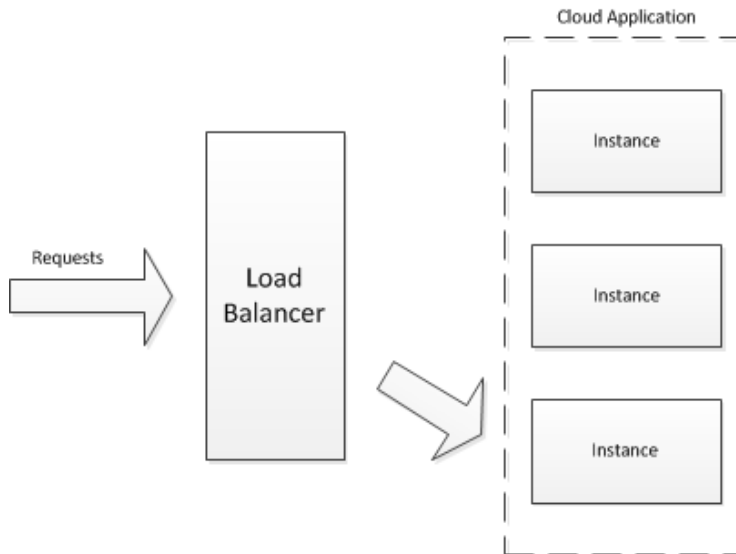 Cloud Application
Instance
Requests
Load
Balancer
Instance
Instance